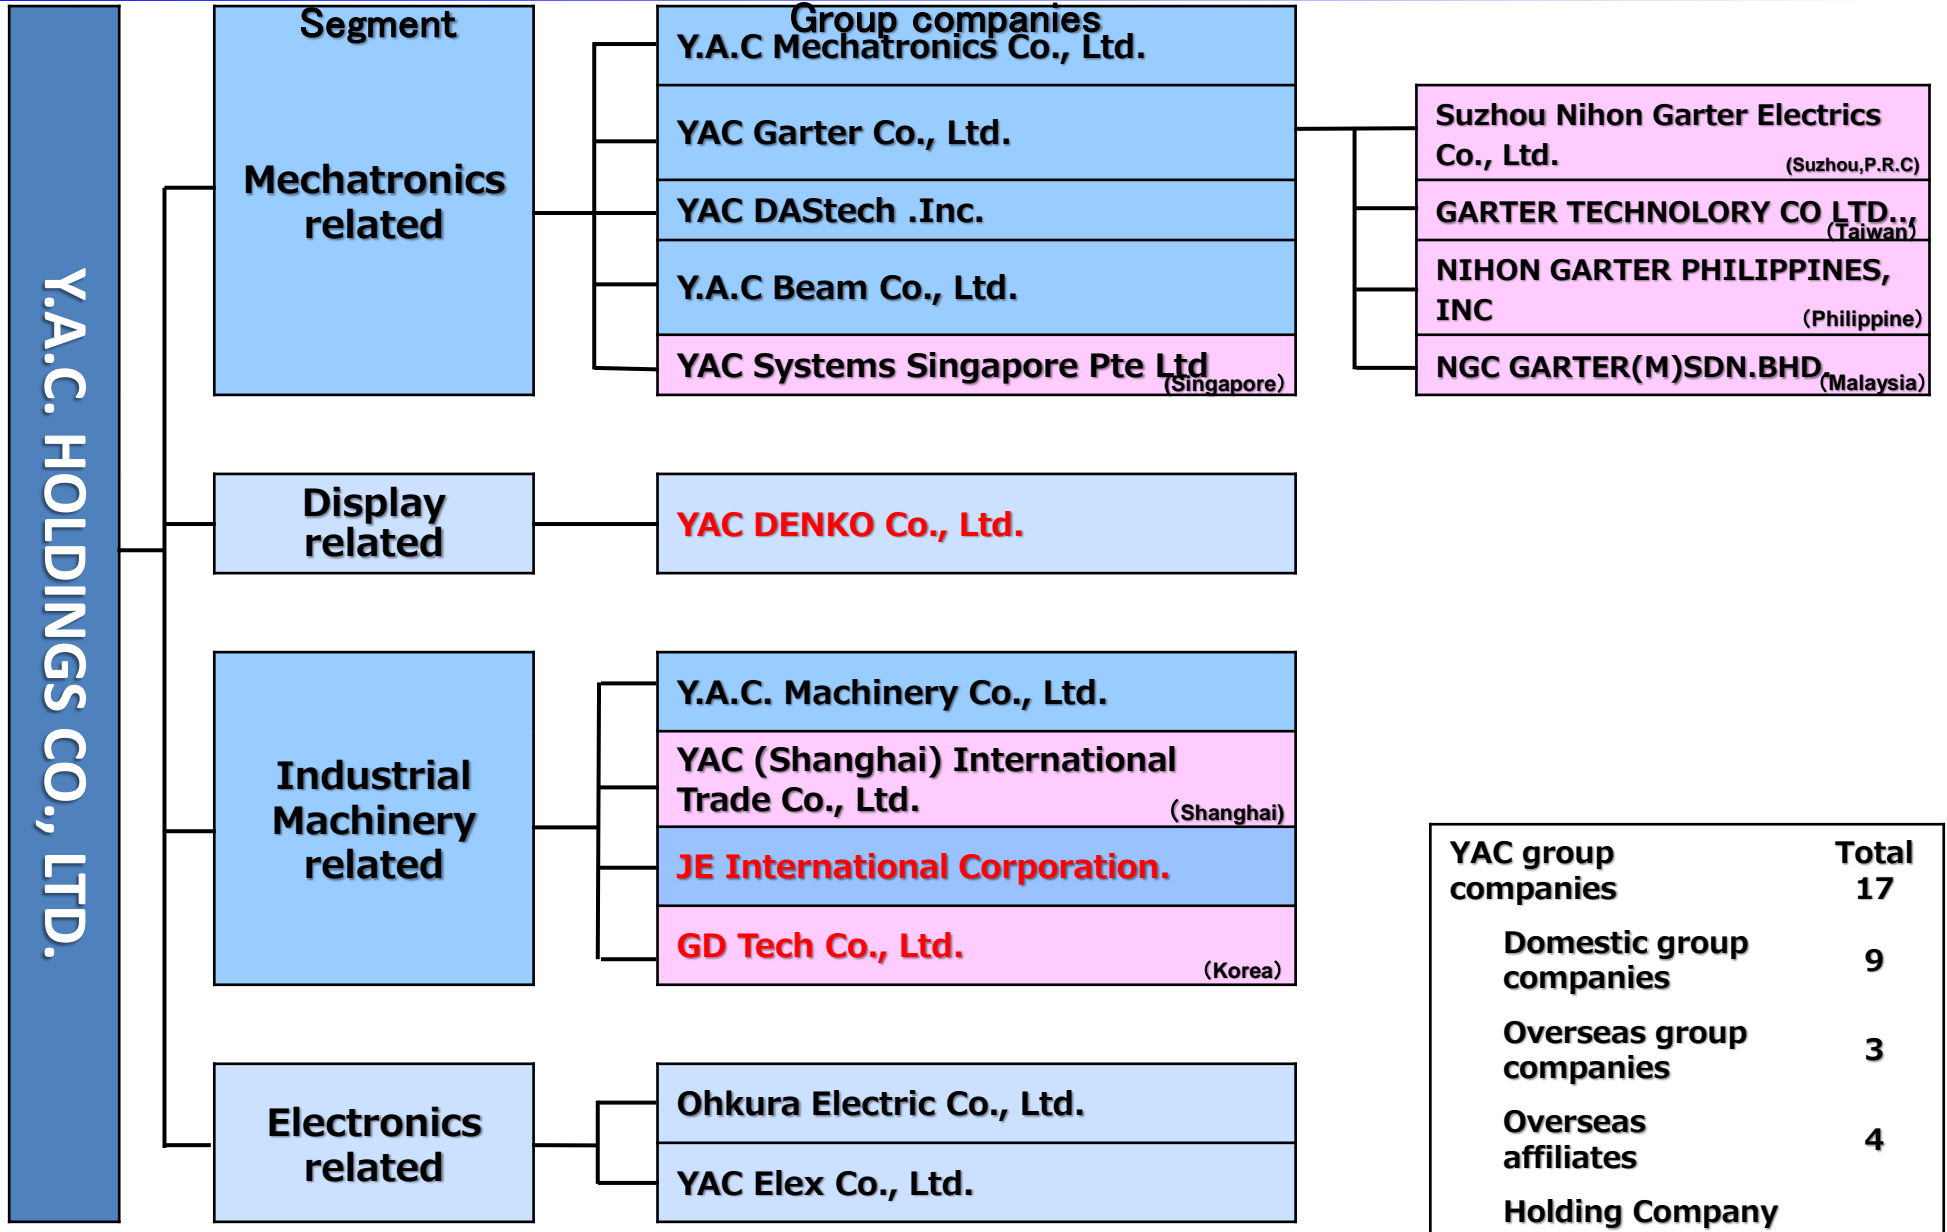 Y.A.C. HOLDINGS CO., LTD.
Segment
Mechatronics
related
Group companies
Y.A.C Mechatronics Co., Ltd.
YAC Garter Co., Ltd.
YAC DAStech .Inc.
Y.A.C Beam Co., Ltd.
YAC Systems Singapore Pte Ltd
(Singapore）
Suzhou Nihon Garter Electrics
Co., Ltd.
(Suzhou,P.R.C)
GARTER TECHNOLORY CO LTD..,
（Taiwan）
NIHON GARTER PHILIPPINES,
INC
（Philippine）
NGC GARTER(M)SDN.BHD.
（Malaysia）
Display
related
YAC DENKO Co., Ltd.
Industrial
Machinery
related
Y.A.C. Machinery Co., Ltd.
YAC (Shanghai) International
Trade Co., Ltd.
（Shanghai)
JE International Corporation.
GD Tech Co., Ltd.
（Korea）
Electronics
related
Ohkura Electric Co., Ltd.
YAC Elex Co., Ltd.
YAC group companies Total
17
Domestic group
companies 9
Overseas group
companies 3
Overseas
affiliates 4
Holding Company